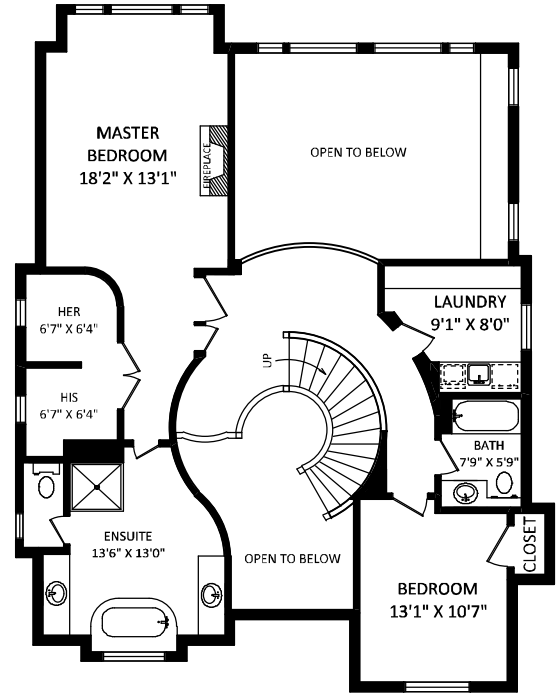 MASTER
BEDROOM
18'2" X 13'1"
FIREPLACE
OPEN TO BELOW
HER
6'7" X 6'4"
LAUNDRY
9'1" X 8'0"
UP
HIS
6'7" X 6'4"
BATH
7'9" X 5'9"
ENSUITE
13'6" X 13'0"
OPEN TO BELOW
CLOSET
BEDROOM
13'1" X 10'7"